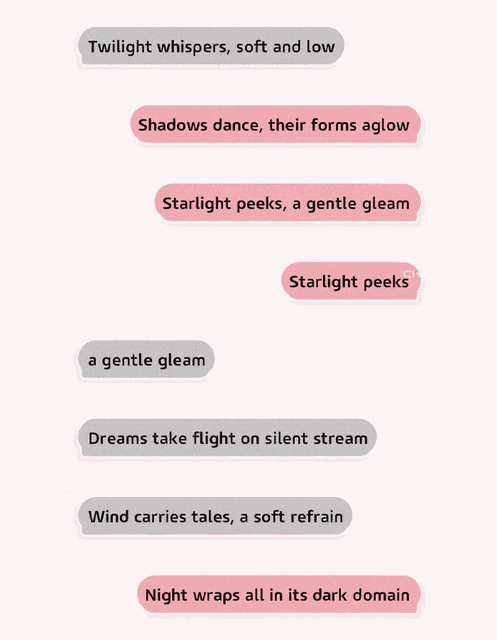 Twilight whispers, soft and low
Shadows dance, their forms aglow
Starlight peeks, a gentle gleam
Starlight peeks
a gentle gleam
Dreams take flight on silent stream
Wind carries tales, a soft refrain
Night wraps all in its dark domain